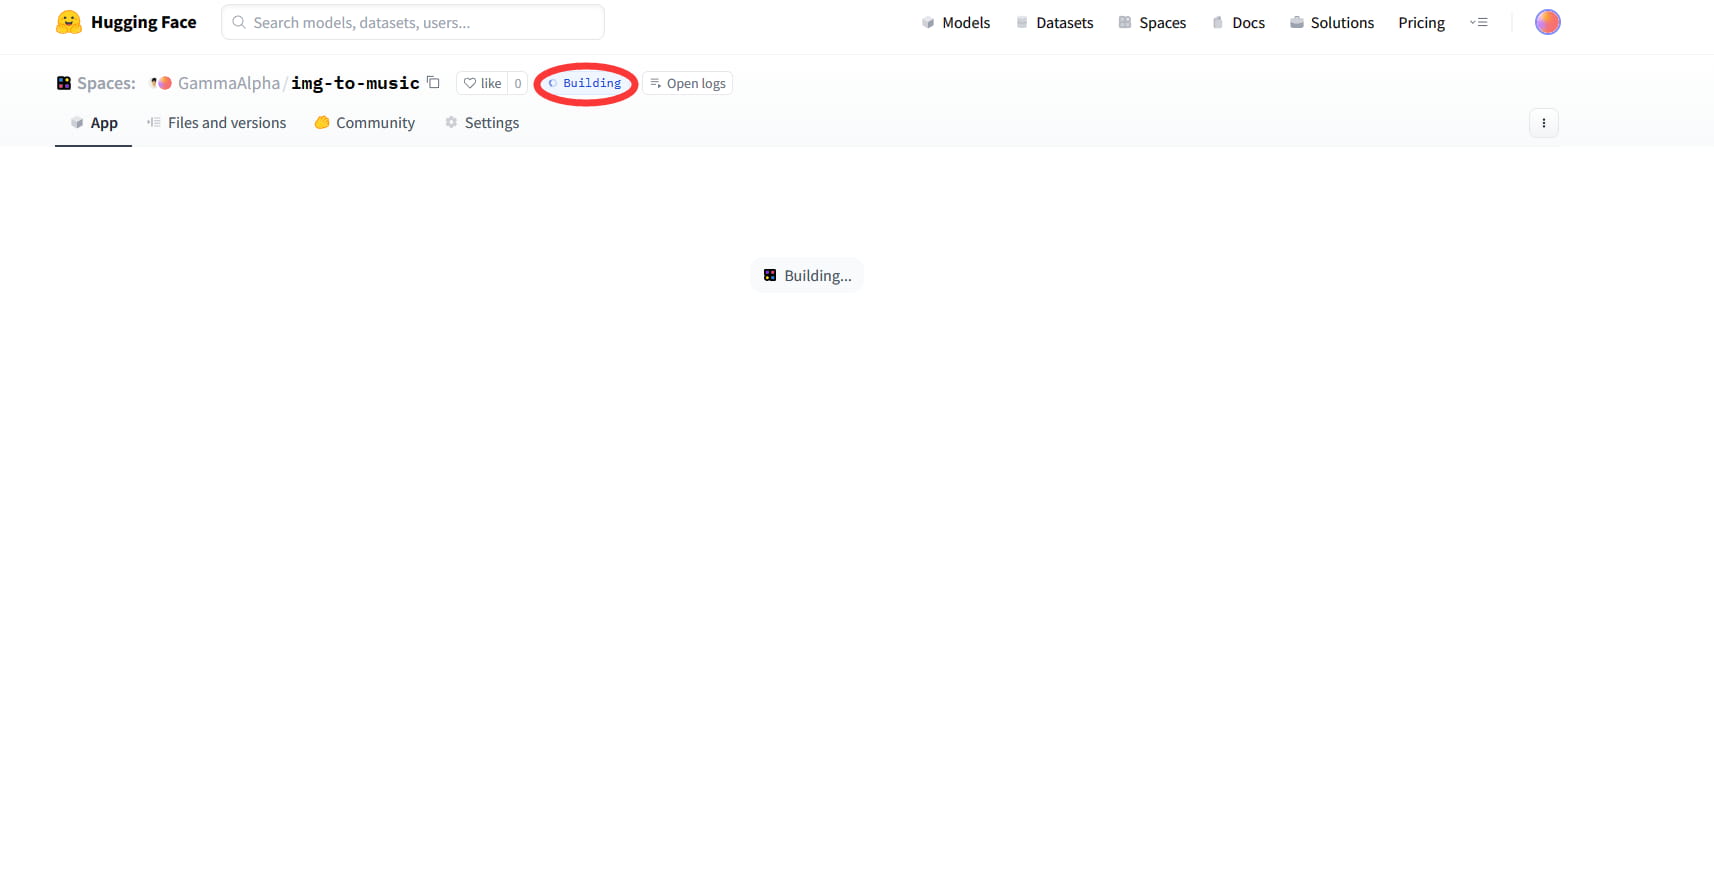 Hugging Face Search models, datasets, users... Models Datasets Spaces Docs Solutions Pricing
Spaces: GammaAlpha/img-to-music like 0 Building Open logs
App Files and versions Community Settings
Building...